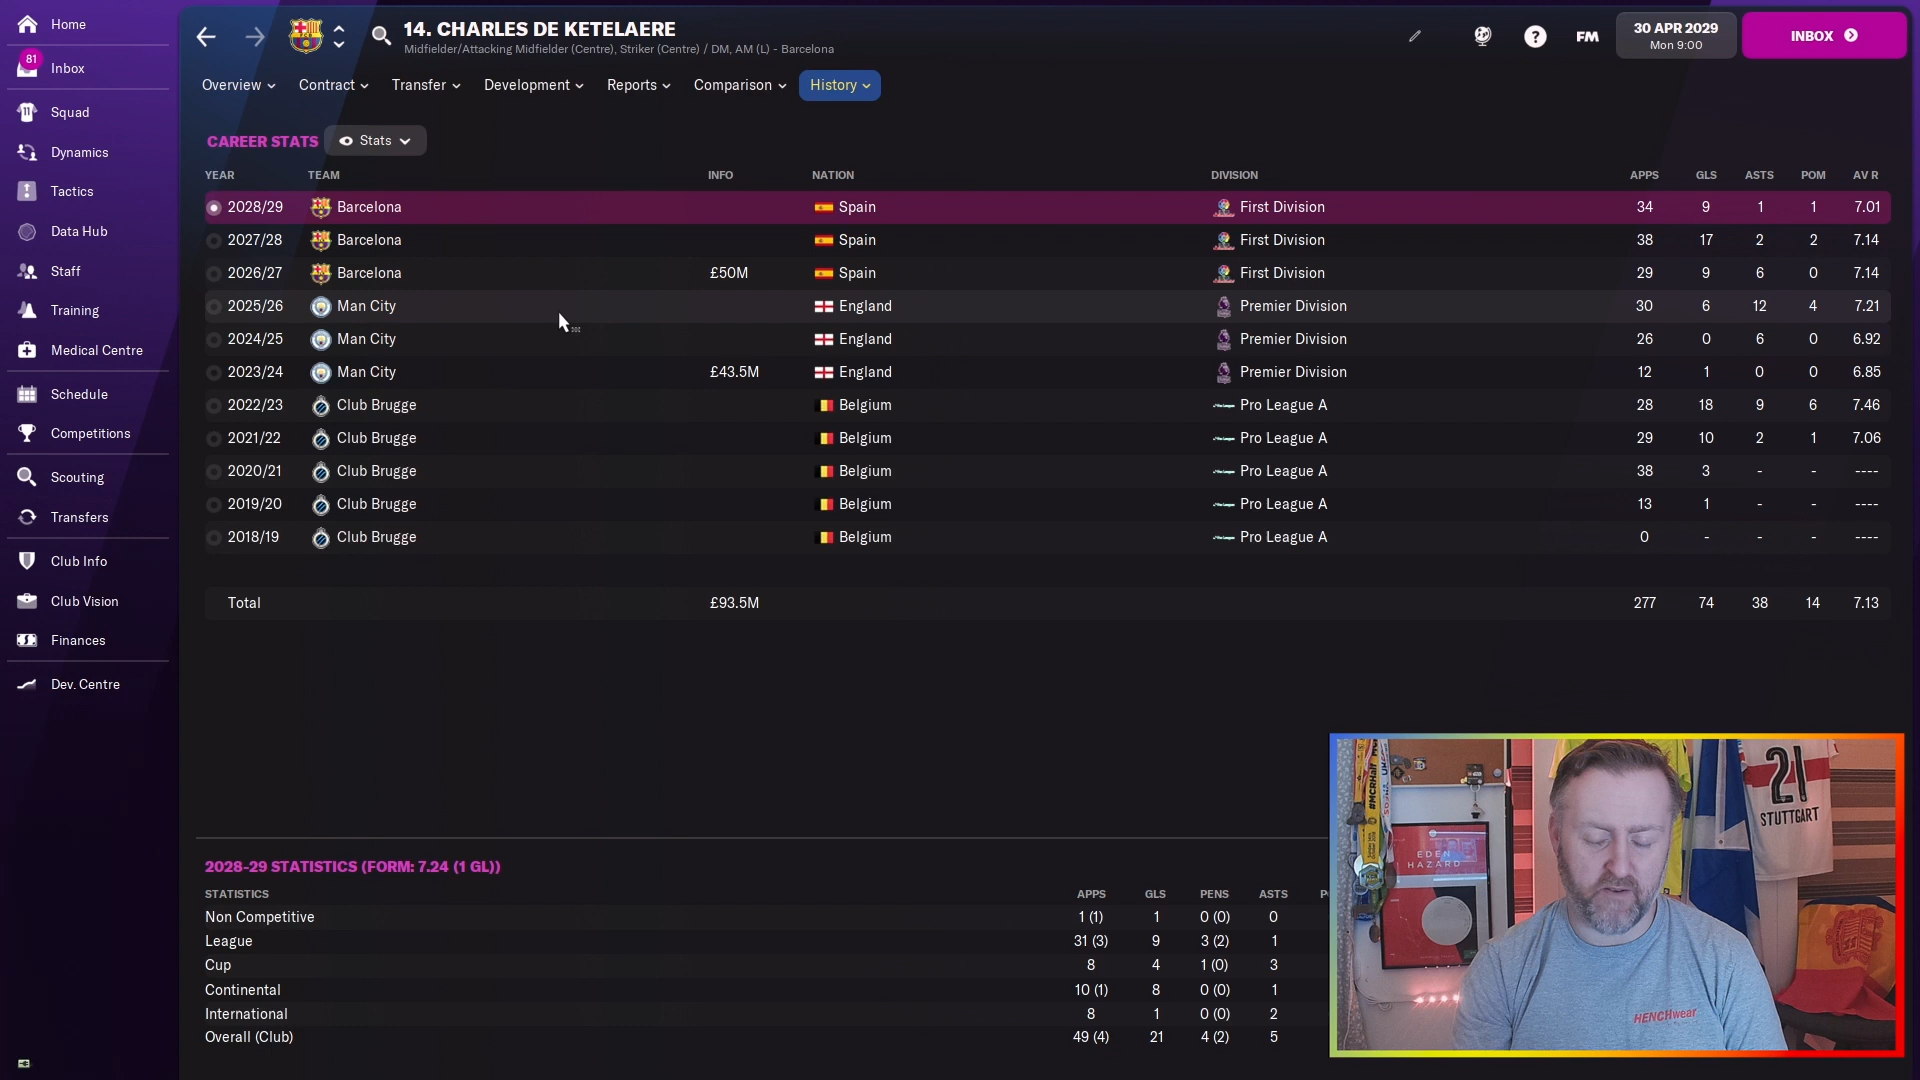 Home
81
Inbox
Squad
Dynamics
Tactics
Data Hub
Staff
Training
Medical Centre
Schedule
Competitions
Scouting
Transfers
Club Info
Club Vision
Finances
Dev. Centre
14. CHARLES DE KETELAERE
Midfielder/Attacking Midfielder (Centre), Striker (Centre) / DM, AM (L) - Barcelona
FM
30 APR 2029
Mon 9:00
INBOX
Overview Contract Transfer Development Reports Comparison History
CAREER STATS Stats
YEAR TEAM INFO NATION DIVISION APPS GLS ASTS POM AV R
2028/29 Barcelona Spain First Division 34 9 1 1 7.01
2027/28 Barcelona Spain First Division 38 17 2 2 7.14
2026/27 Barcelona £50M Spain First Division 29 9 6 0 7.14
2025/26 Man City England Premier Division 30 6 12 4 7.21
2024/25 Man City England Premier Division 26 0 6 0 6.92
2023/24 Man City £43.5M England Premier Division 12 1 0 0 6.85
2022/23 Club Brugge Belgium Pro League A 28 18 9 6 7.46
2021/22 Club Brugge Belgium Pro League A 29 10 2 1 7.06
2020/21 Club Brugge Belgium Pro League A 38 3 - - ----
2019/20 Club Brugge Belgium Pro League A 13 1 - - ----
2018/19 Club Brugge Belgium Pro League A 0 - - - ----
Total £93.5M 277 74 38 14 7.13
2028-29 STATISTICS (FORM: 7.24 (1 GL))
STATISTICS APPS GLS PENS ASTS
Non Competitive 1 (1) 1 0 (0) 0
League 31 (3) 9 3 (2) 1
Cup 8 4 1 (0) 3
Continental 10 (1) 8 0 (0) 1
International 8 1 0 (0) 2
Overall (Club) 49 (4) 21 4 (2) 5
EDEN
HAZARD
21
STUTTGART
HENCHwear